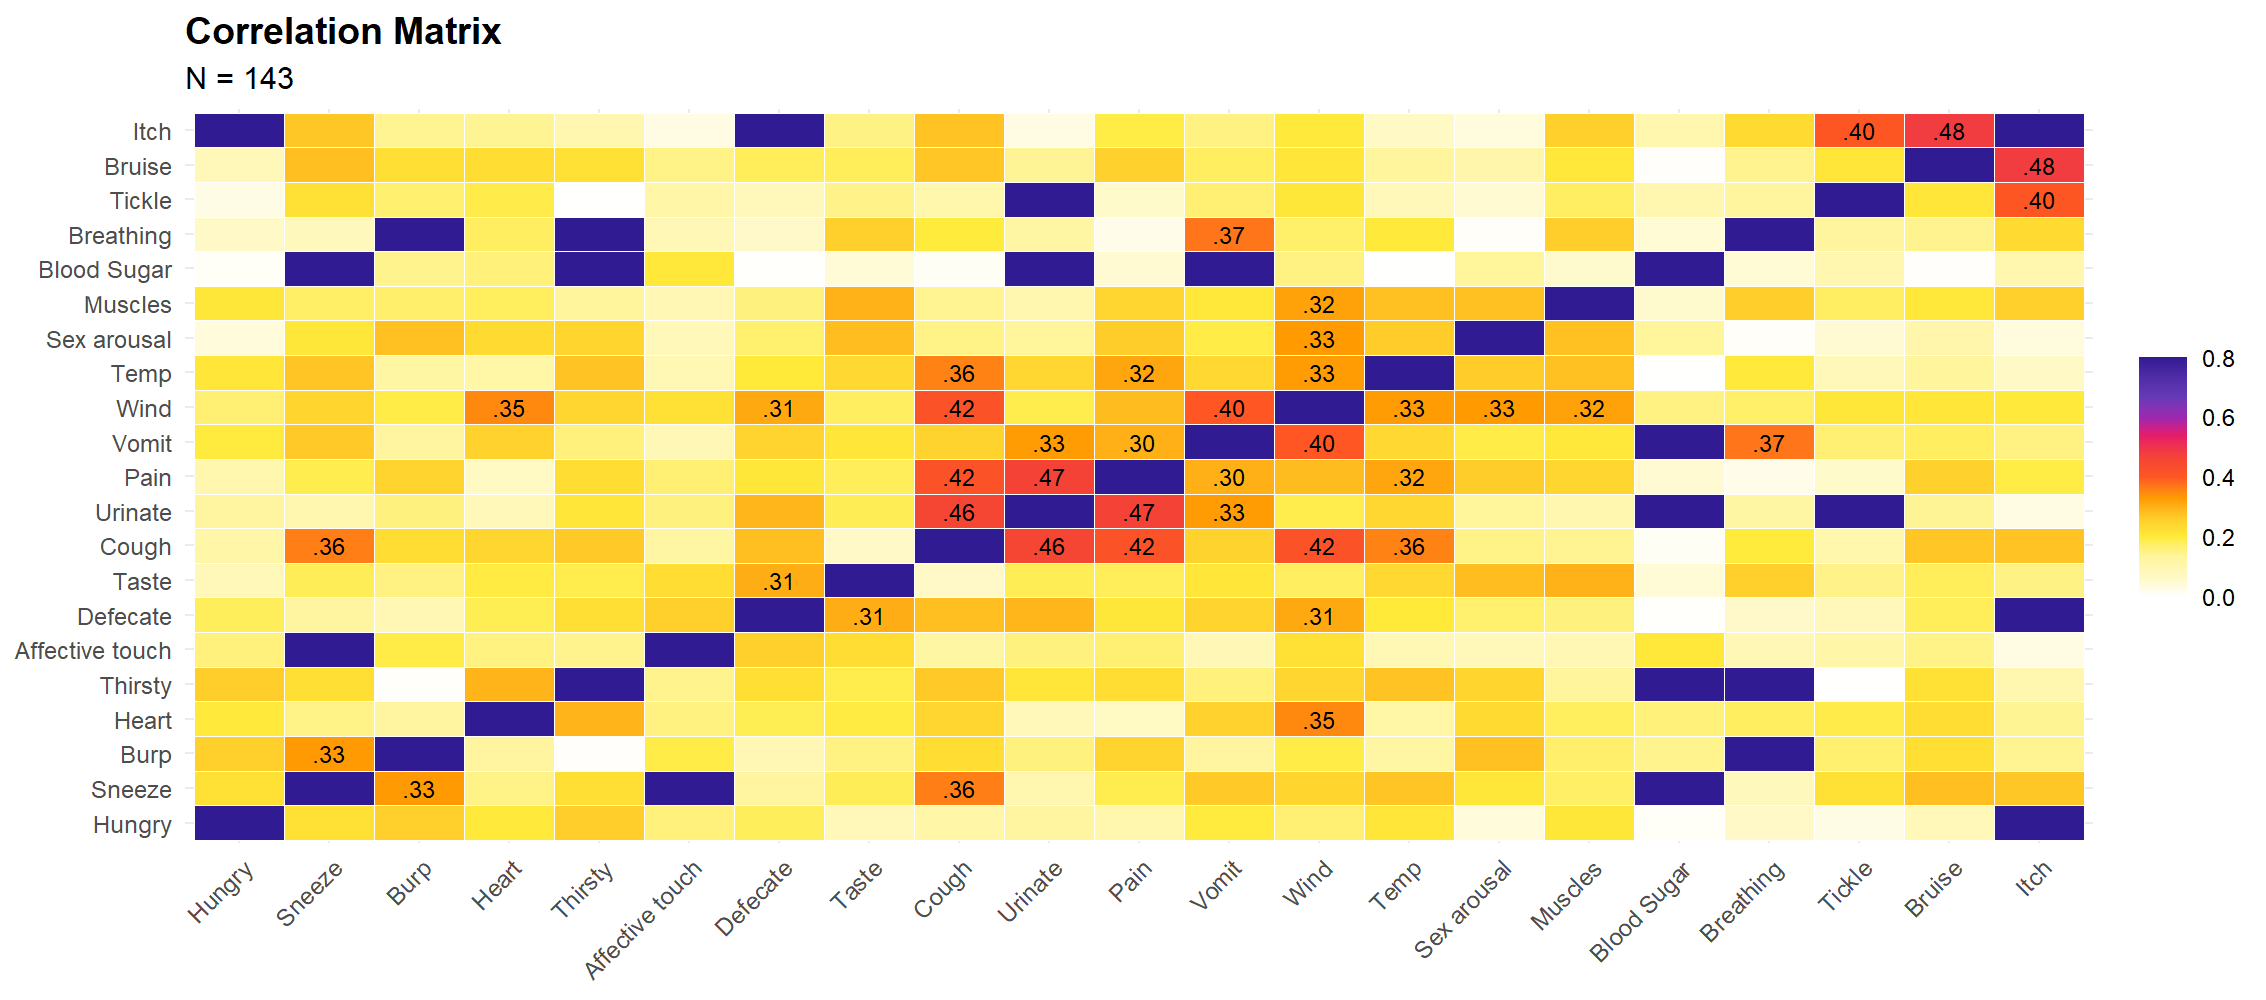 Correlation Matrix
N = 143
Itch .40 .48
Bruise .48
Tickle .40
Breathing .37
Blood Sugar
Muscles .32
Sex arousal .33
Temp .36 .32 .33
Wind .35 .31 .42 .40 .33 .33 .32
Vomit .33 .30 .40 .37
Pain .42 .47 .30 .32
Urinate .46 .47 .33
Cough .36 .46 .42 .42 .36
Taste .31
Defecate .31 .31
Affective touch
Thirsty
Heart .35
Burp .33
Sneeze .33 .36
Hungry
Hungry Sneeze Burp Heart Thirsty Affective touch Defecate Taste Cough Urinate Pain Vomit Wind Temp Sex arousal Muscles Blood Sugar Breathing Tickle Bruise Itch
0.8
0.6
0.4
0.2
0.0